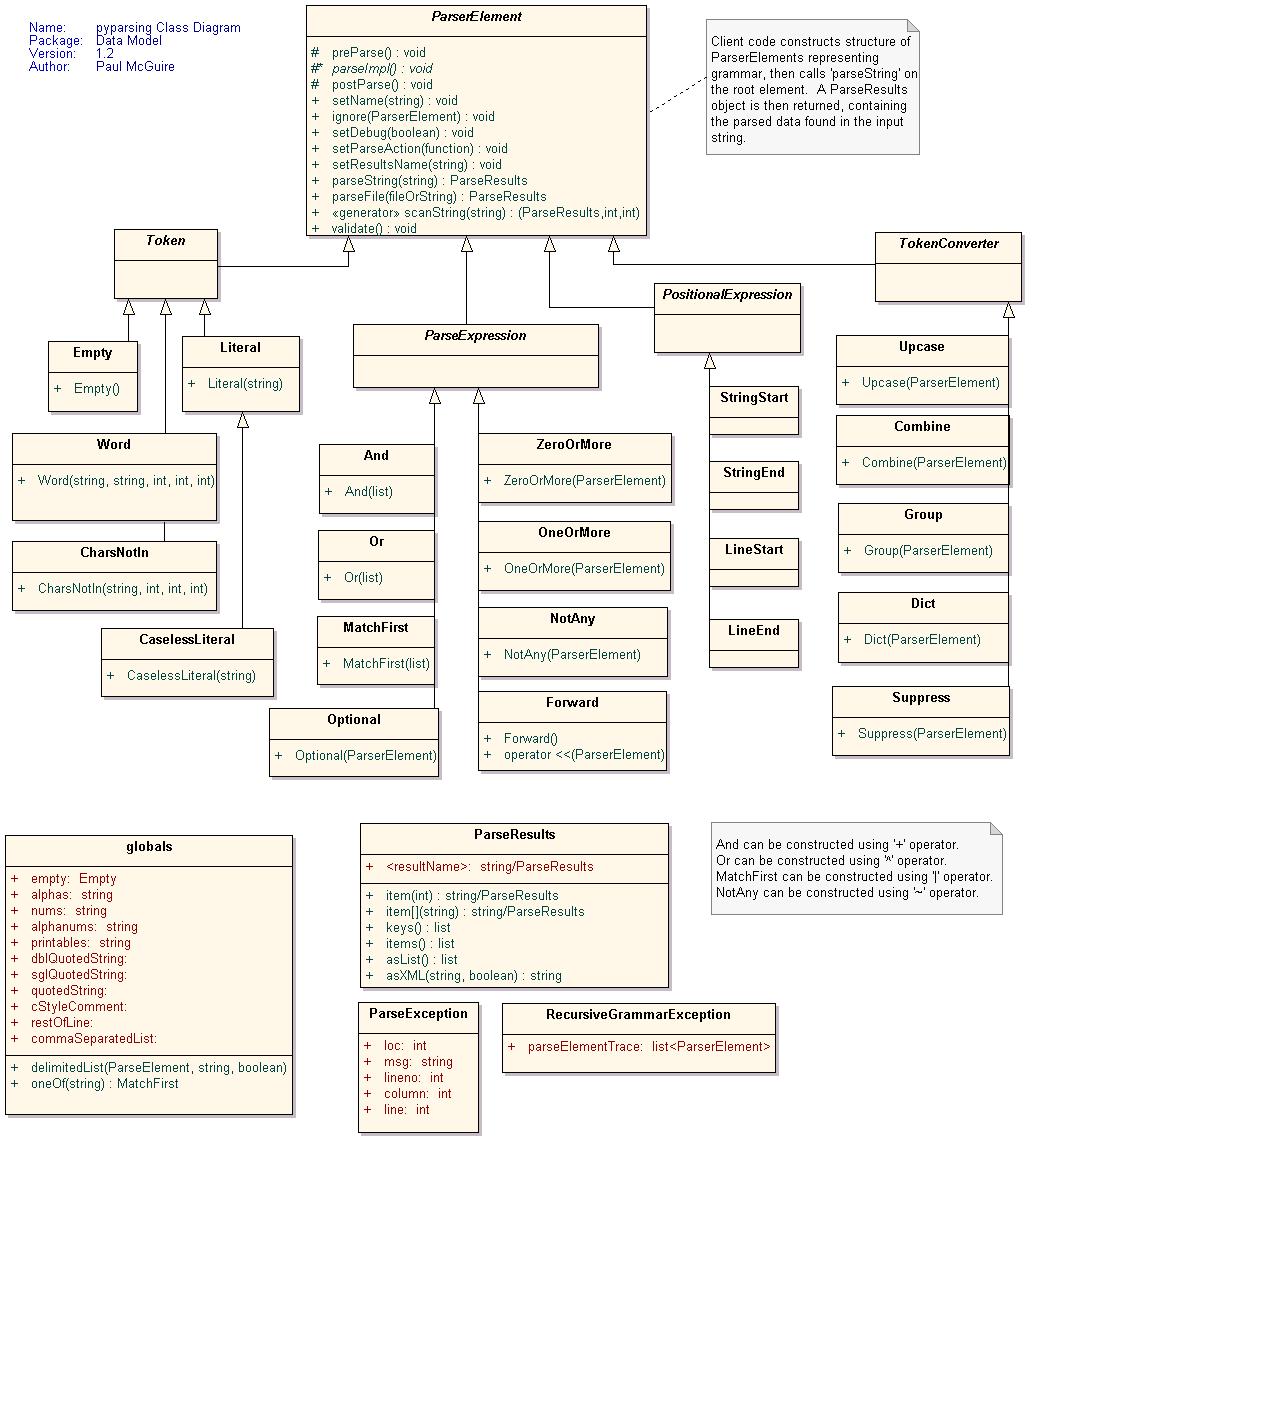 Name: pyparsing Class Diagram
Package: Data Model
Version: 1.2
Author: Paul McGuire
ParserElement
# preParse() : void
#* parseImpl() : void
# postParse() : void
+ setName(string) : void
+ ignore(ParserElement) : void
+ setDebug(boolean) : void
+ setParseAction(function) : void
+ setResultsName(string) : void
+ parseString(string) : ParseResults
+ parseFile(fileOrString) : ParseResults
+ «generator» scanString(string) : (ParseResults,int,int)
+ validate() : void
Client code constructs structure of
ParserElements representing
grammar, then calls 'parseString' on
the root element. A ParseResults
object is then returned, containing
the parsed data found in the input
string.
Token
TokenConverter
PositionalExpression
ParseExpression
Empty
+ Empty()
Literal
+ Literal(string)
Word
+ Word(string, string, int, int, int)
CharsNotIn
+ CharsNotIn(string, int, int, int)
CaselessLiteral
+ CaselessLiteral(string)
And
+ And(list)
Or
+ Or(list)
MatchFirst
+ MatchFirst(list)
Optional
+ Optional(ParserElement)
ZeroOrMore
+ ZeroOrMore(ParserElement)
OneOrMore
+ OneOrMore(ParserElement)
NotAny
+ NotAny(ParserElement)
Forward
+ Forward()
+ operator <<(ParserElement)
StringStart
StringEnd
LineStart
LineEnd
Upcase
+ Upcase(ParserElement)
Combine
+ Combine(ParserElement)
Group
+ Group(ParserElement)
Dict
+ Dict(ParserElement)
Suppress
+ Suppress(ParserElement)
globals
+ empty: Empty
+ alphas: string
+ nums: string
+ alphanums: string
+ printables: string
+ dblQuotedString:
+ sglQuotedString:
+ quotedString:
+ cStyleComment:
+ restOfLine:
+ commaSeparatedList:
+ delimitedList(ParseElement, string, boolean)
+ oneOf(string) : MatchFirst
ParseResults
+ <resultName>: string/ParseResults
+ item(int) : string/ParseResults
+ item[](string) : string/ParseResults
+ keys() : list
+ items() : list
+ asList() : list
+ asXML(string, boolean) : string
And can be constructed using '+' operator.
Or can be constructed using '^' operator.
MatchFirst can be constructed using '|' operator.
NotAny can be constructed using '~' operator.
ParseException
+ loc: int
+ msg: string
+ lineno: int
+ column: int
+ line: int
RecursiveGrammarException
+ parseElementTrace: list<ParserElement>